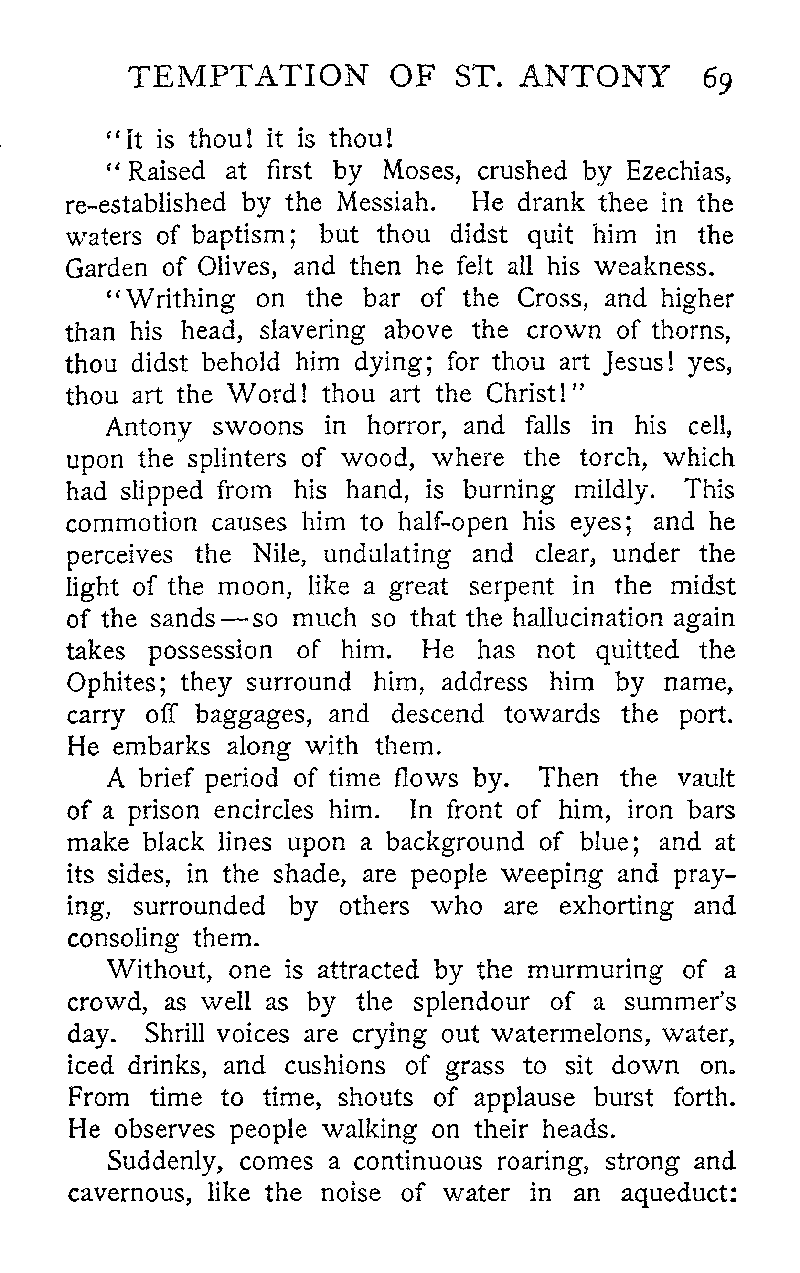 TEMPTATION OF ST. ANTONY 69
"It is thou! it is thou!
"Raised at first by Moses, crushed by Ezechias,
re-established by the Messiah. He drank thee in the
waters of baptism; but thou didst quit him in the
Garden of Olives, and then he felt all his weakness.
"Writhing on the bar of the Cross, and higher
than his head, slavering above the crown of thorns,
thou didst behold him dying; for thou art Jesus! yes,
thou art the Word! thou art the Christ!"
Antony swoons in horror, and falls in his cell,
upon the splinters of wood, where the torch, which
had slipped from his hand, is burning mildly. This
commotion causes him to half-open his eyes; and he
perceives the Nile, undulating and clear, under the
light of the moon, like a great serpent in the midst
of the sands—so much so that the hallucination again
takes possession of him. He has not quitted the
Ophites; they surround him, address him by name,
carry off baggages, and descend towards the port.
He embarks along with them.
A brief period of time flows by. Then the vault
of a prison encircles him. In front of him, iron bars
make black lines upon a background of blue; and at
its sides, in the shade, are people weeping and pray-
ing, surrounded by others who are exhorting and
consoling them.
Without, one is attracted by the murmuring of a
crowd, as well as by the splendour of a summer's
day. Shrill voices are crying out watermelons, water,
iced drinks, and cushions of grass to sit down on.
From time to time, shouts of applause burst forth.
He observes people walking on their heads.
Suddenly, comes a continuous roaring, strong and
cavernous, like the noise of water in an aqueduct: